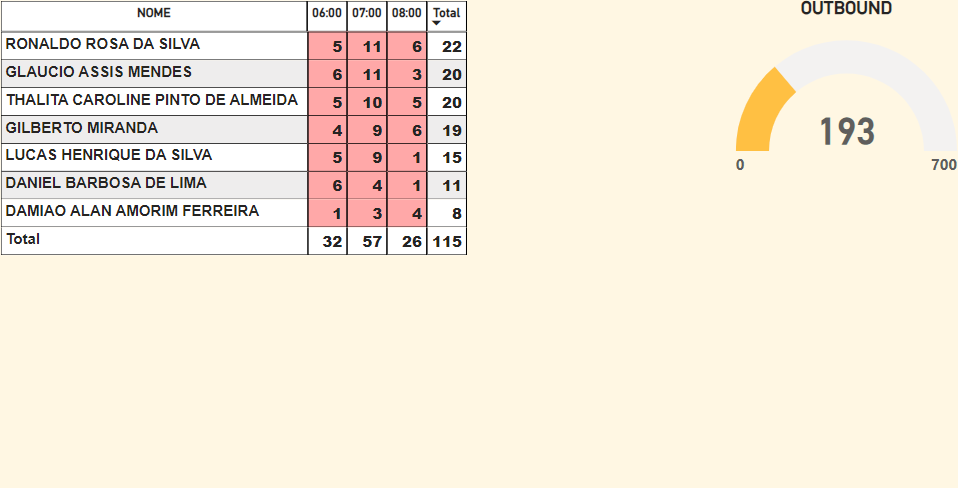 NOME 06:00 07:00 08:00 Total
RONALDO ROSA DA SILVA 5 11 6 22
GLAUCIO ASSIS MENDES 6 11 3 20
THALITA CAROLINE PINTO DE ALMEIDA 5 10 5 20
GILBERTO MIRANDA 4 9 6 19
LUCAS HENRIQUE DA SILVA 5 9 1 15
DANIEL BARBOSA DE LIMA 6 4 1 11
DAMIAO ALAN AMORIM FERREIRA 1 3 4 8
Total 32 57 26 115
OUTBOUND
193
0 700